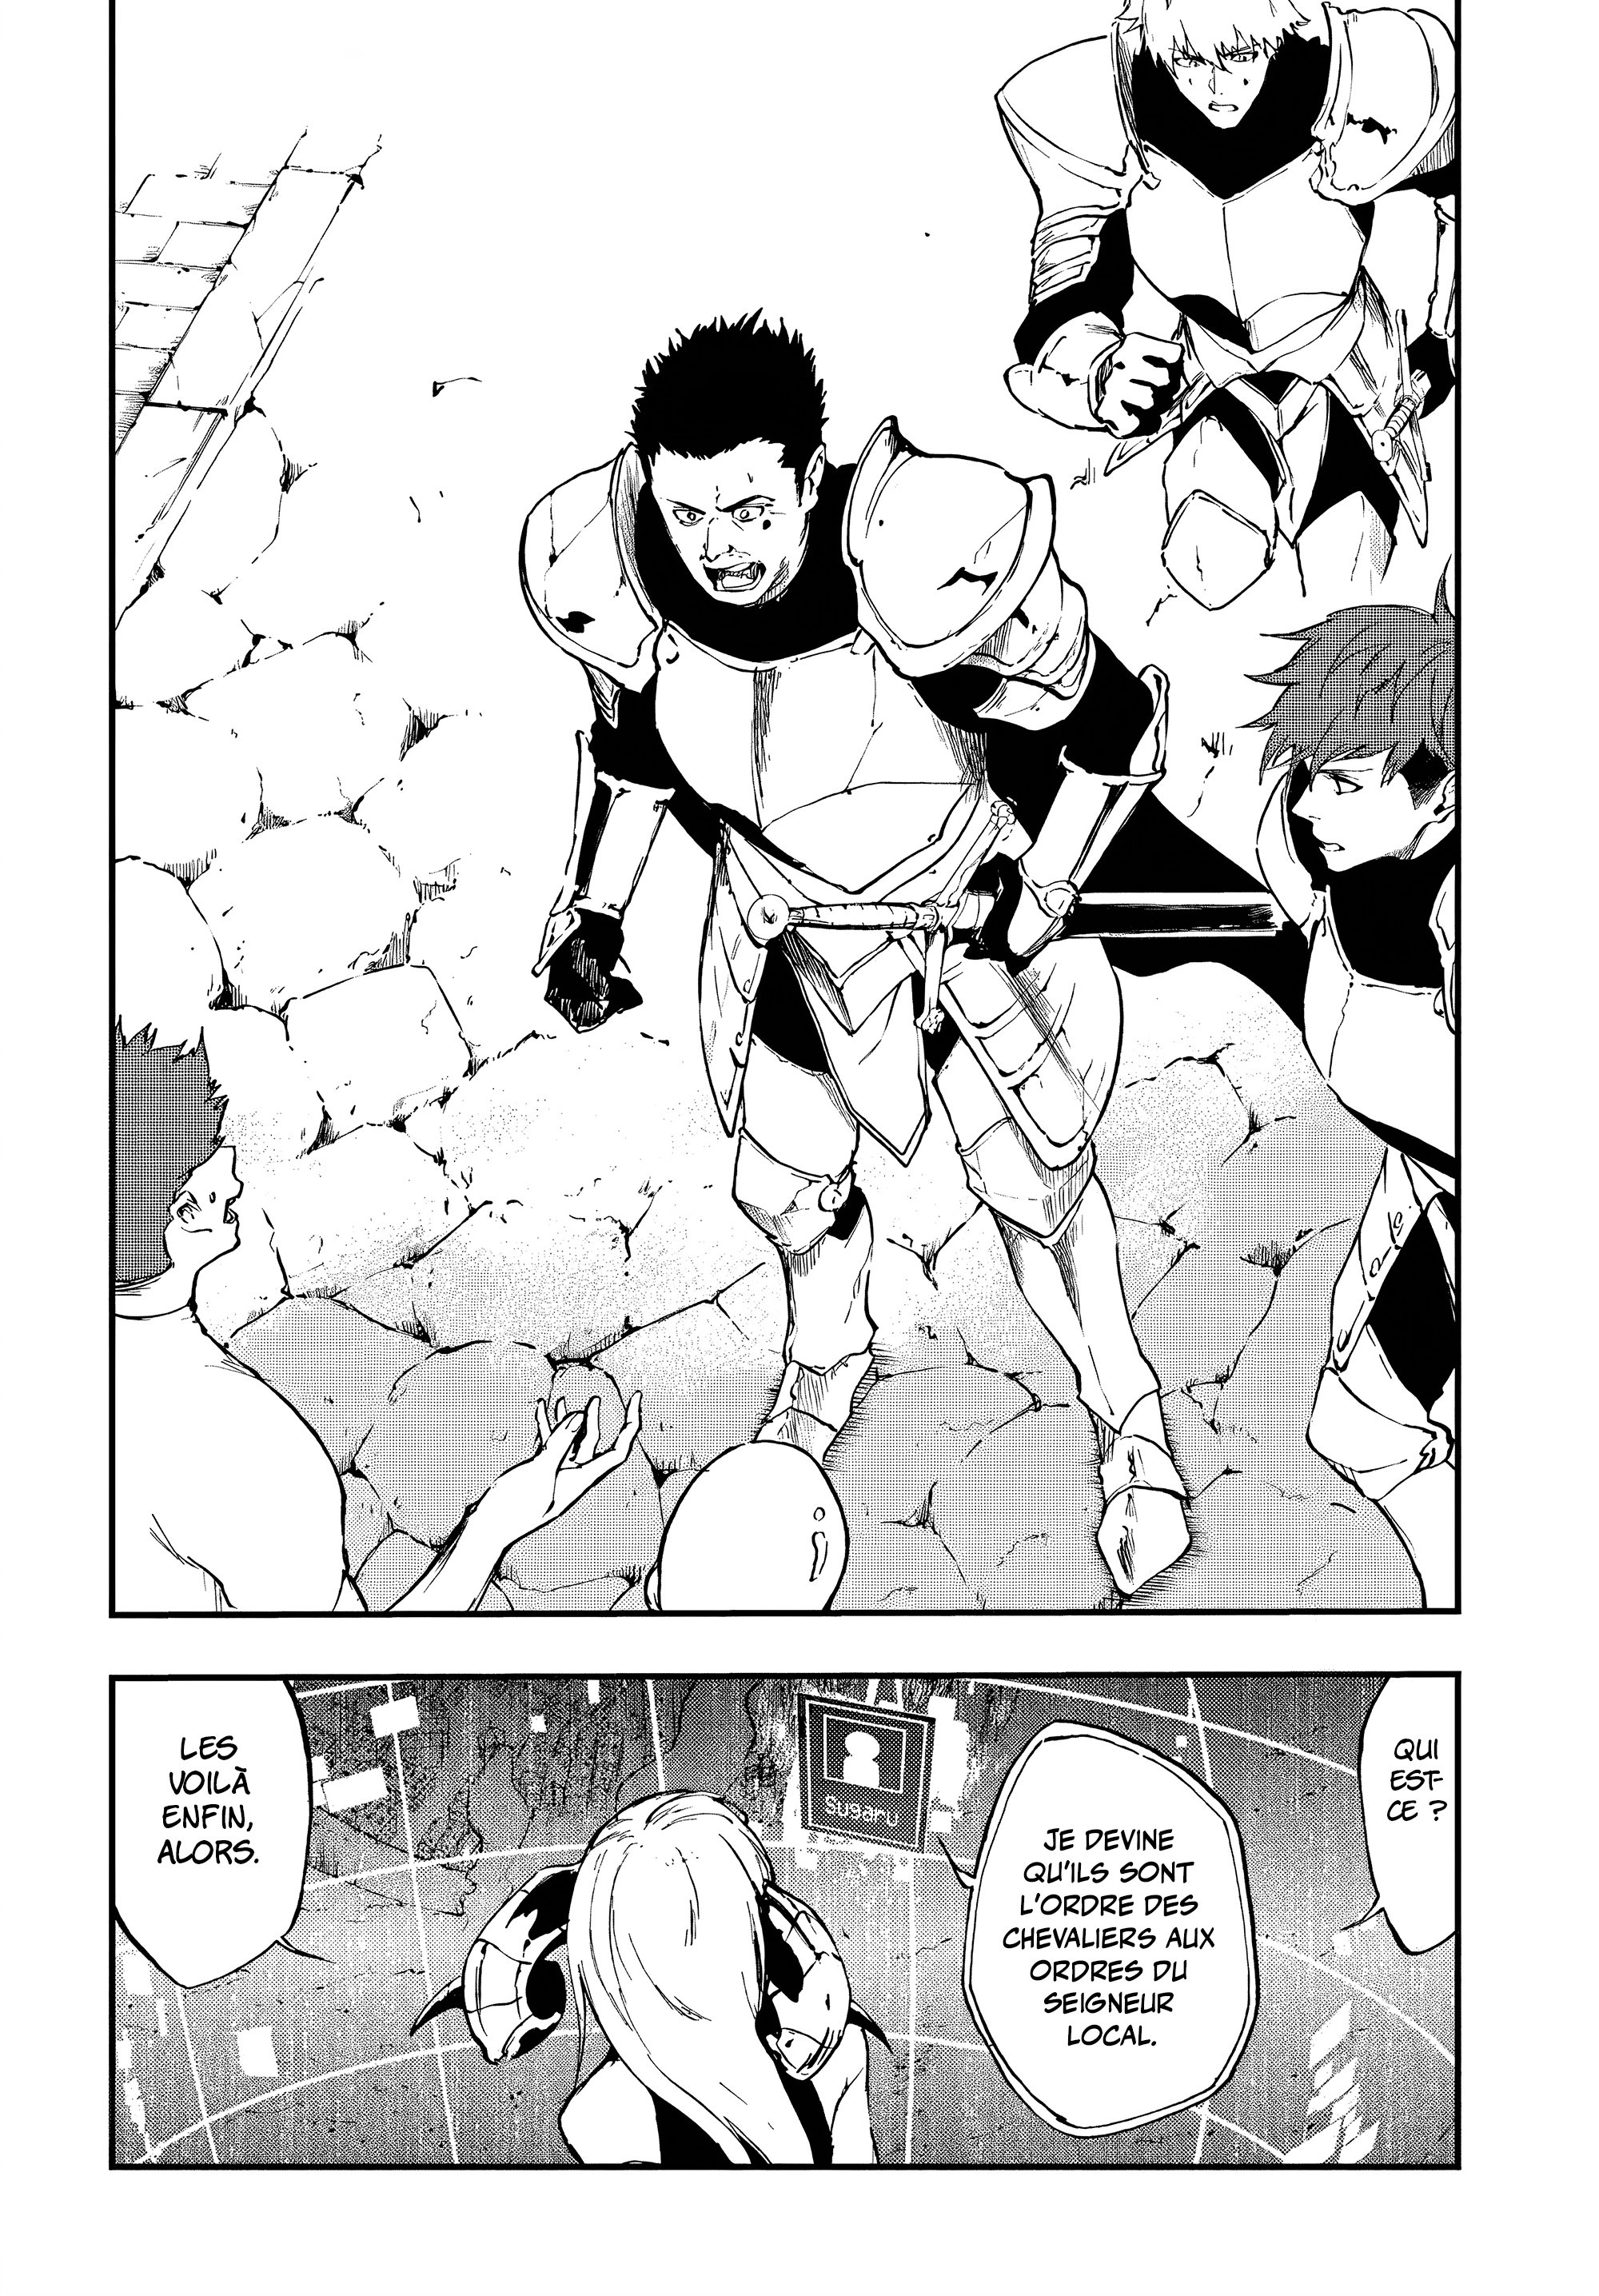 QUI
EST-
CE ?
Sugaru
JE DEVINE
QU'ILS SONT
L'ORDRE DES
CHEVALIERS AUX
ORDRES DU
SEIGNEUR
LOCAL.
LES
VOILÀ
ENFIN,
ALORS.